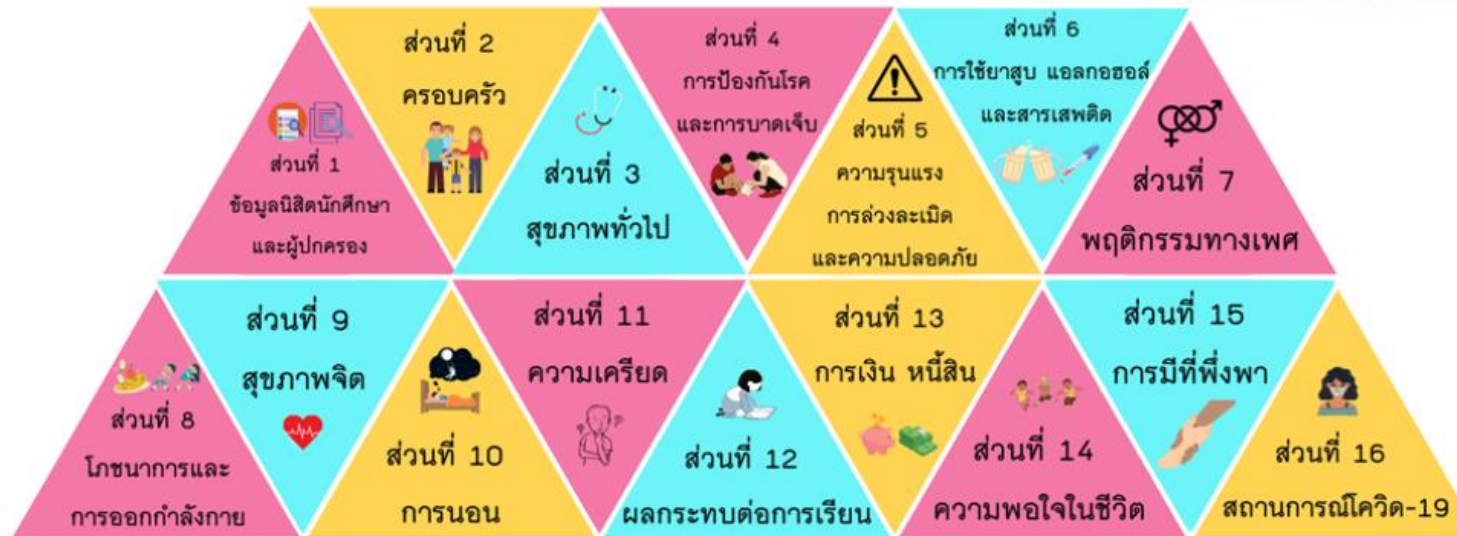 ส่วนที่ 1
ข้อมูลนิสิตนักศึกษา
และผู้ปกครอง
ส่วนที่ 2
ครอบครัว
ส่วนที่ 3
สุขภาพทั่วไป
ส่วนที่ 4
การป้องกันโรค
และการบาดเจ็บ
ส่วนที่ 5
ความรุนแรง
การล่วงละเมิด
และความปลอดภัย
ส่วนที่ 6
การใช้ยาสูบ แอลกอฮอล์
และสารเสพติด
ส่วนที่ 7
พฤติกรรมทางเพศ
ส่วนที่ 8
โภชนาการและ
การออกกำลังกาย
ส่วนที่ 9
สุขภาพจิต
ส่วนที่ 10
การนอน
ส่วนที่ 11
ความเครียด
ส่วนที่ 12
ผลกระทบต่อการเรียน
ส่วนที่ 13
การเงิน หนี้สิน
ส่วนที่ 14
ความพอใจในชีวิต
ส่วนที่ 15
การมีที่พึ่งพา
ส่วนที่ 16
สถานการณ์โควิด-19